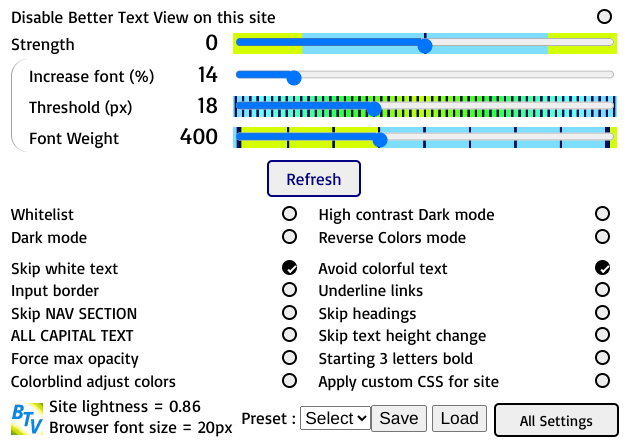 Disable Better Text View on this site
Strength 0
Increase font (%) 14
Threshold (px) 18
Font Weight 400
Refresh
Whitelist High contrast Dark mode
Dark mode Reverse Colors mode
Skip white text Avoid colorful text
Input border Underline links
Skip NAV SECTION Skip headings
ALL CAPITAL TEXT Skip text height change
Force max opacity Starting 3 letters bold
Colorblind adjust colors Apply custom CSS for site
BTV Site lightness = 0.86
Browser font size = 20px
Preset : Select Save Load All Settings